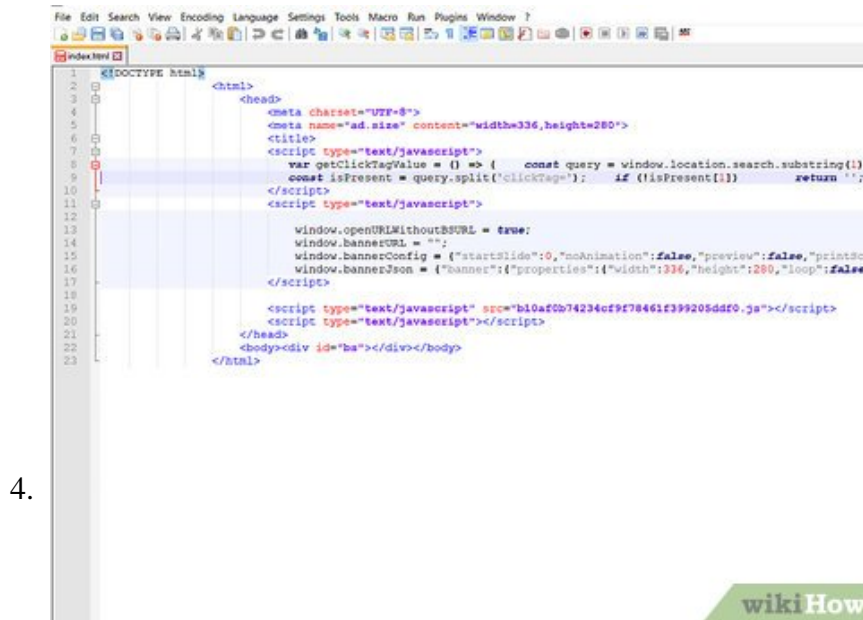 File Edit Search View Encoding Language Settings Tools Macro Run Plugins Window ?
index.html
1 <!DOCTYPE html>
2 <html>
3 <head>
4 <meta charset="UTF-8">
5 <meta name="ad.size" content="width=336,height=280">
6 <title>
7 <script type="text/javascript">
8 var getClickTagValue = () => { const query = window.location.search.substring(1)
9 const isPresent = query.split('clickTag='); if (!isPresent[1]) return '';
10 </script>
11 <script type="text/javascript">
12
13 window.openURLWithoutBSURL = true;
14 window.bannerURL = "";
15 window.bannerConfig = {"startSlide":0,"noAnimation":false,"preview":false,"printSc
16 window.bannerJson = {"banner":{"properties":{"width":336,"height":280,"loop":false
17 </script>
18
19 <script type="text/javascript" src="b10af0b74234cf9f78461f399205ddf0.js"></script>
20 <script type="text/javascript"></script>
21 </head>
22 <body><div id="bs"></div></body>
23 </html>
4.
wikiHow